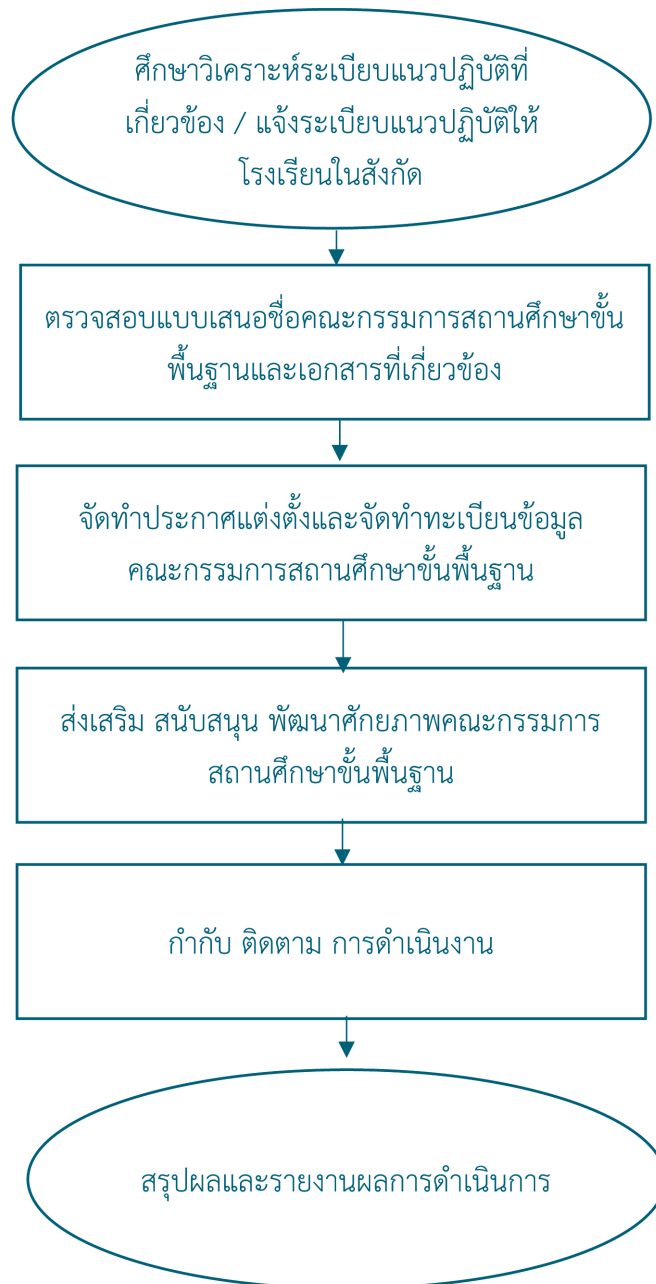 ศึกษาวิเคราะห์ระเบียบแนวปฏิบัติที่
เกี่ยวข้อง / แจ้งระเบียบแนวปฏิบัติให้
โรงเรียนในสังกัด
ตรวจสอบแบบเสนอชื่อคณะกรรมการสถานศึกษาขั้น
พื้นฐานและเอกสารที่เกี่ยวข้อง
จัดทำประกาศแต่งตั้งและจัดทำทะเบียนข้อมูล
คณะกรรมการสถานศึกษาขั้นพื้นฐาน
ส่งเสริม สนับสนุน พัฒนาศักยภาพคณะกรรมการ
สถานศึกษาขั้นพื้นฐาน
กำกับ ติดตาม การดำเนินงาน
สรุปผลและรายงานผลการดำเนินการ